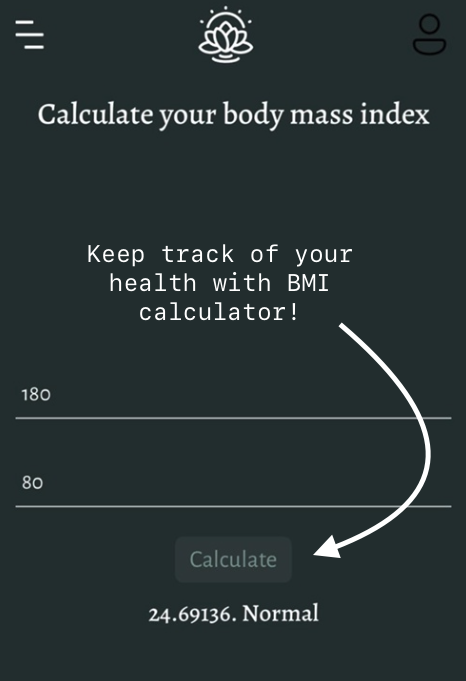 Calculate your body mass index
Keep track of your
health with BMI
calculator!
180
80
Calculate
24.69136. Normal